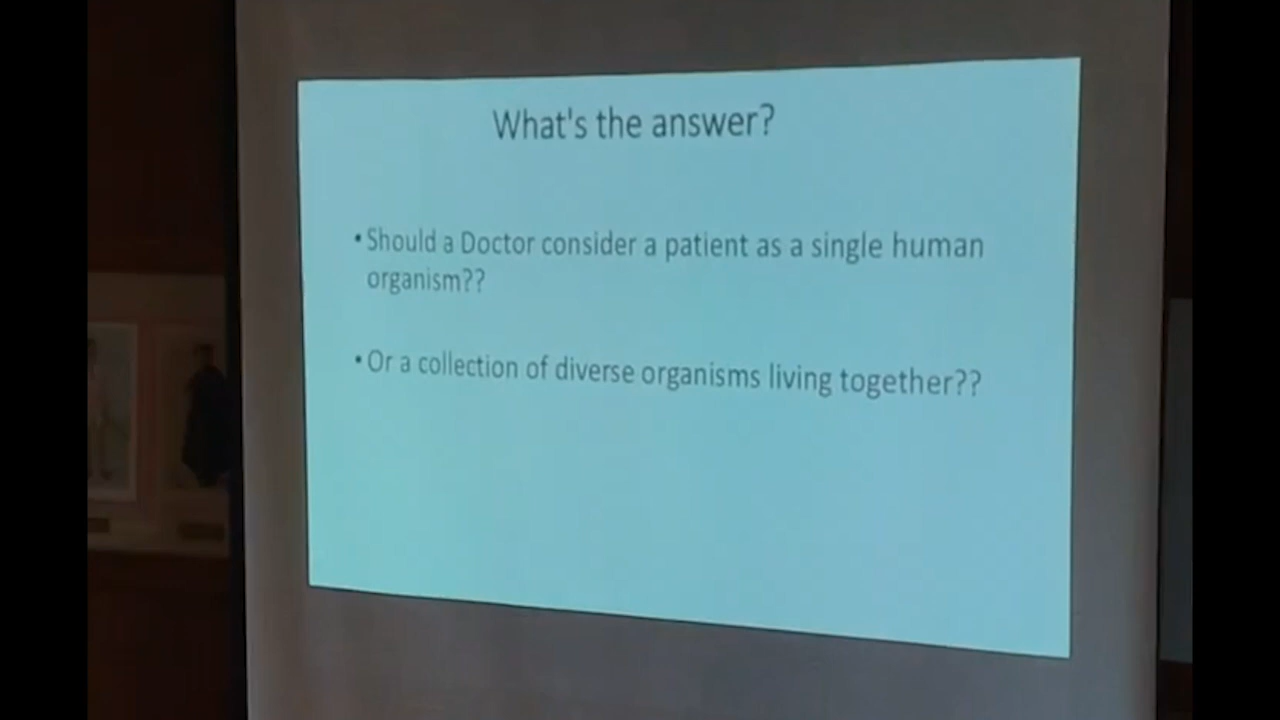 What's the answer?
• Should a Doctor consider a patient as a single human
organism??
• Or a collection of diverse organisms living together??